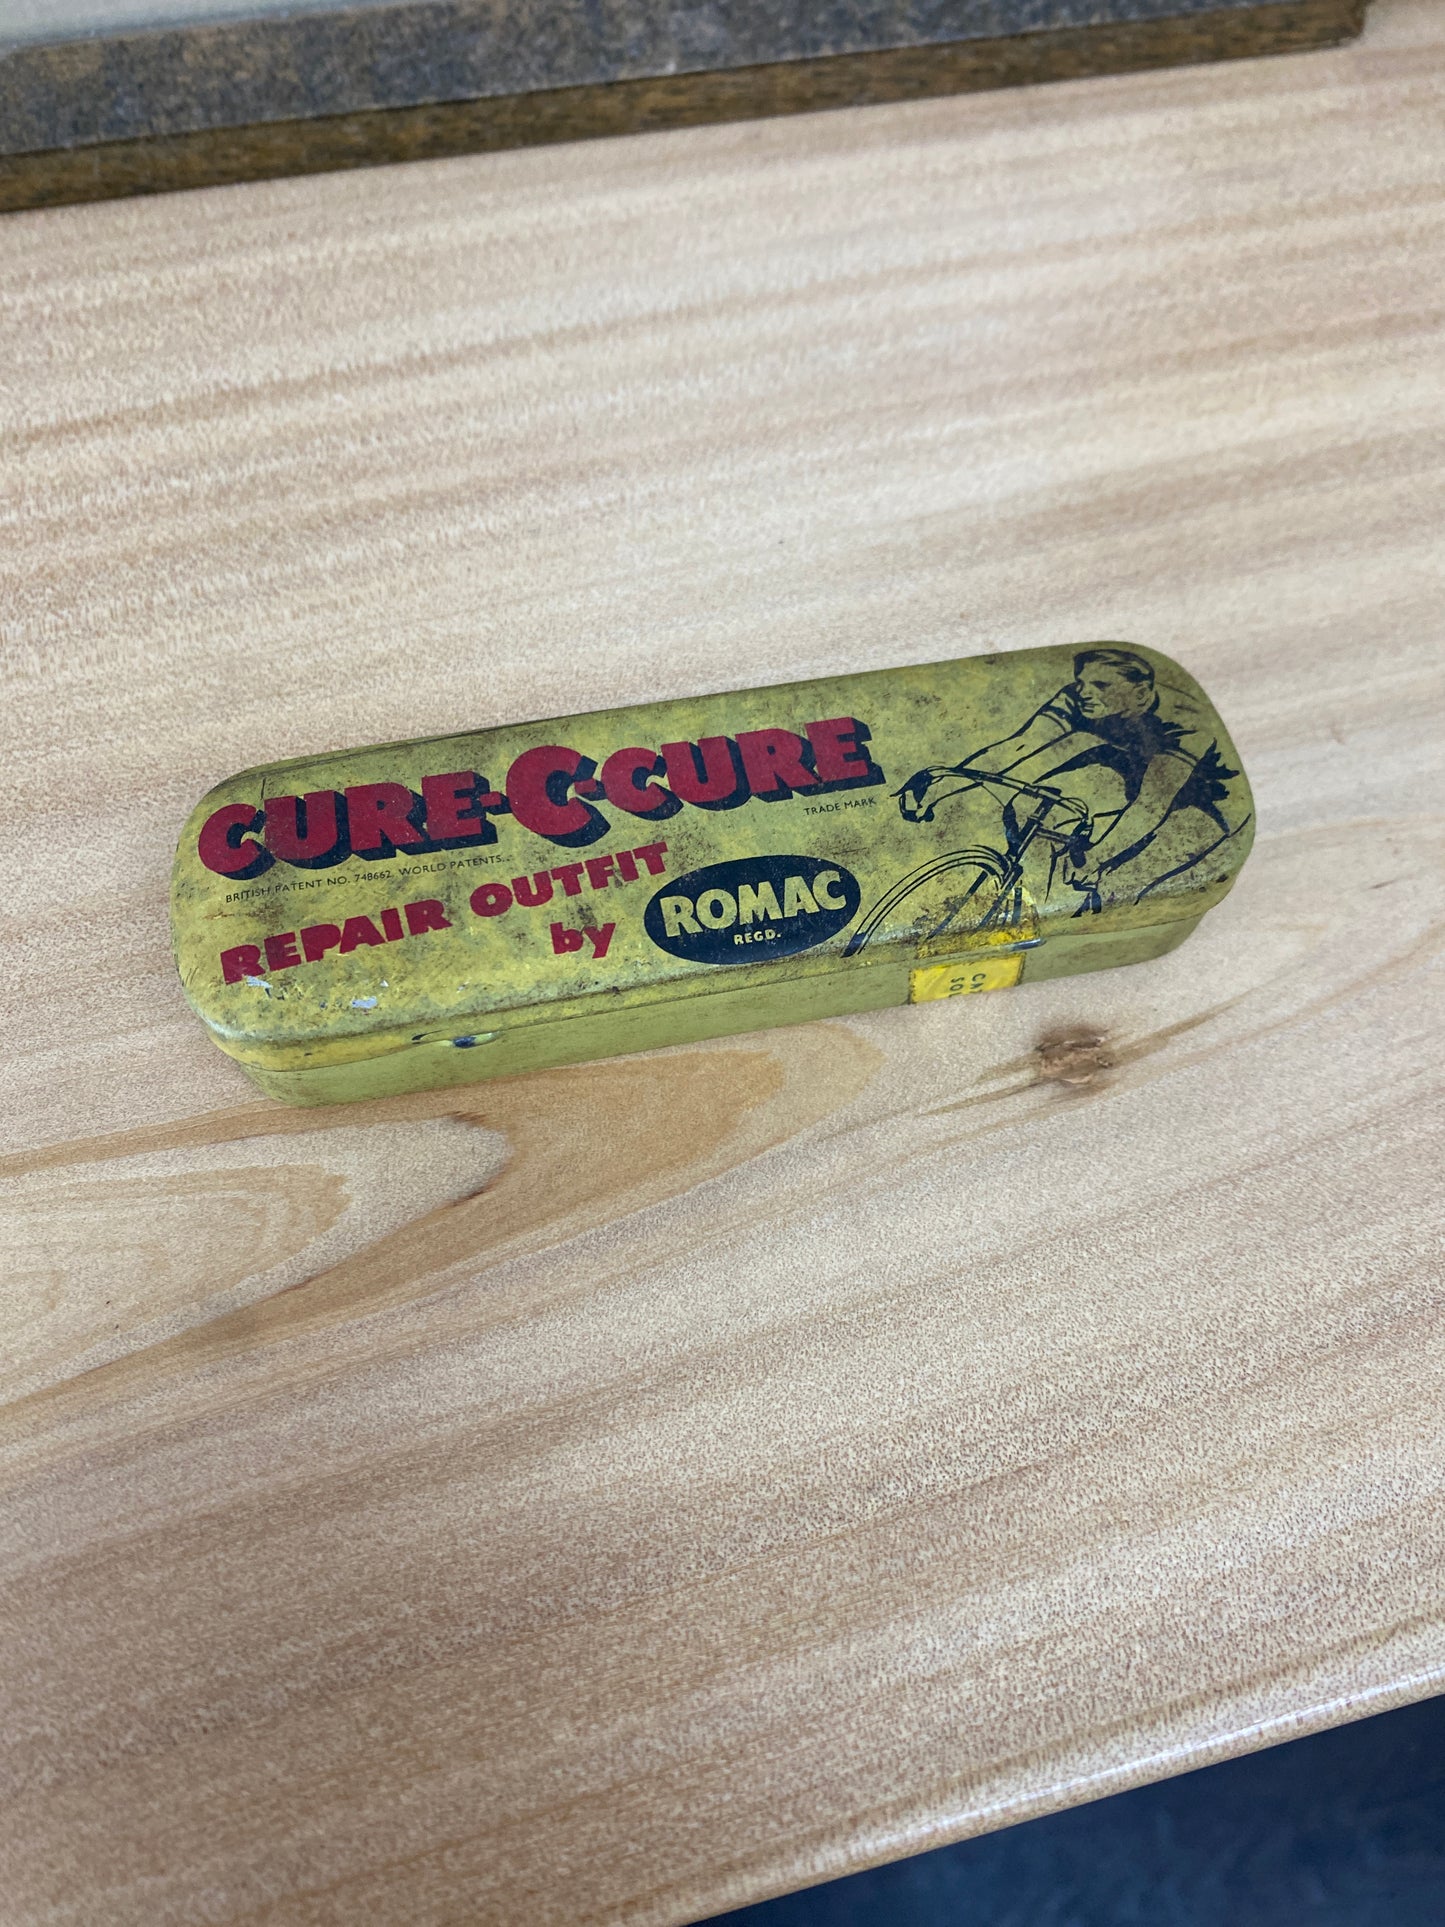 CURE-C-CURE
TRADE MARK
BRITISH PATENT NO. 748662. WORLD PATENTS..
REPAIR OUTFIT
by
ROMAC
REGD.